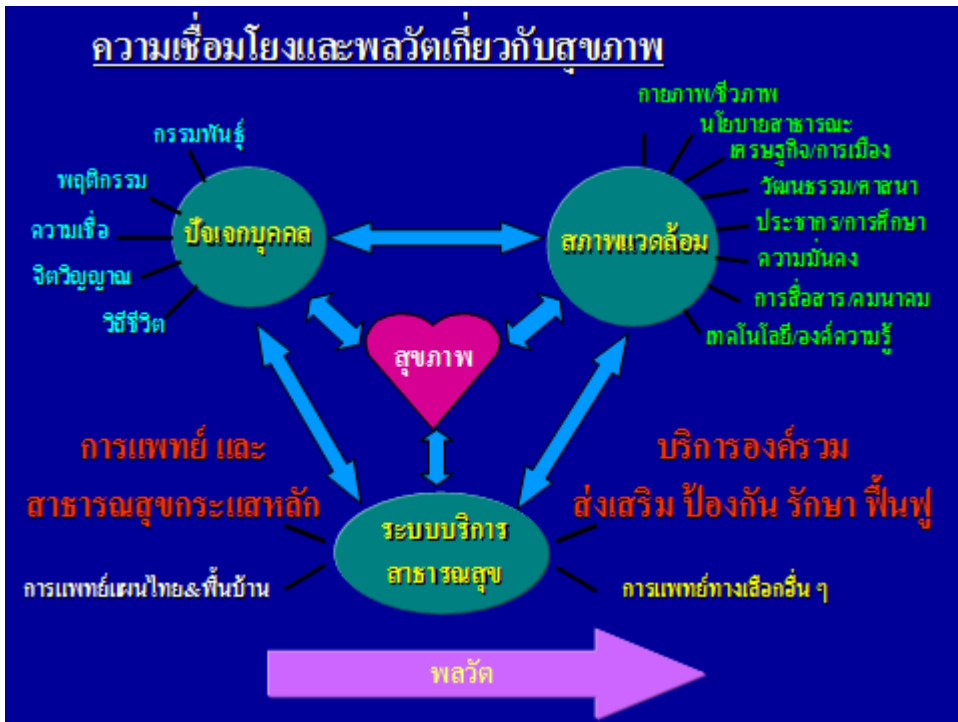 ความเชื่อมโยงและพลวัตเกี่ยวกับสุขภาพ
กรรมพันธุ์
พฤติกรรม
ความเชื่อ
จิตวิญญาณ
วิถีชีวิต
ปัจเจกบุคคล
กายภาพ/ชีวภาพ
นโยบายสาธารณะ
เศรษฐกิจ/การเมือง
วัฒนธรรม/ศาสนา
ประชากร/การศึกษา
ความมั่นคง
การสื่อสาร/คมนาคม
เทคโนโลยี/องค์ความรู้
สภาพแวดล้อม
สุขภาพ
การแพทย์ และ
สาธารณสุขกระแสหลัก
บริการองค์รวม
ส่งเสริม ป้องกัน รักษา ฟื้นฟู
ระบบบริการ
สาธารณสุข
การแพทย์แผนไทย&พื้นบ้าน
การแพทย์ทางเลือกอื่น ๆ
พลวัต